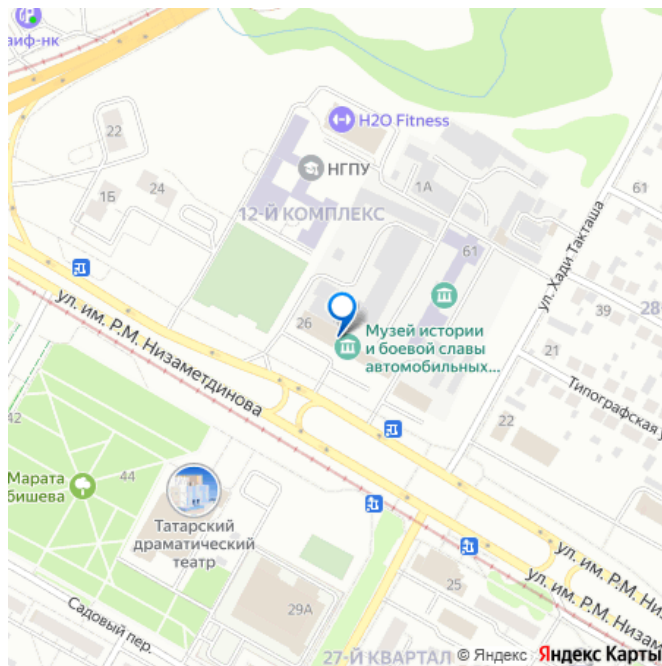 аиф-нк
H2O Fitness
22
НГПУ
1А
61
1Б
24
12-Й КОМПЛЕКС
61
ул. Хади Такташа
39
28
26
Музей истории
и боевой славы
автомобильных...
21
ул. им. Р.М. Низаметдинова
Типографская у
42
22
44
Марата
бишева
Татарский
драматический
театр
ул. им. Р.М. Низ
ул. им. Р.М. Низам
25
29А
Садовый пер.
27-Й КВАРТАЛ
© Яндекс Яндекс Карты